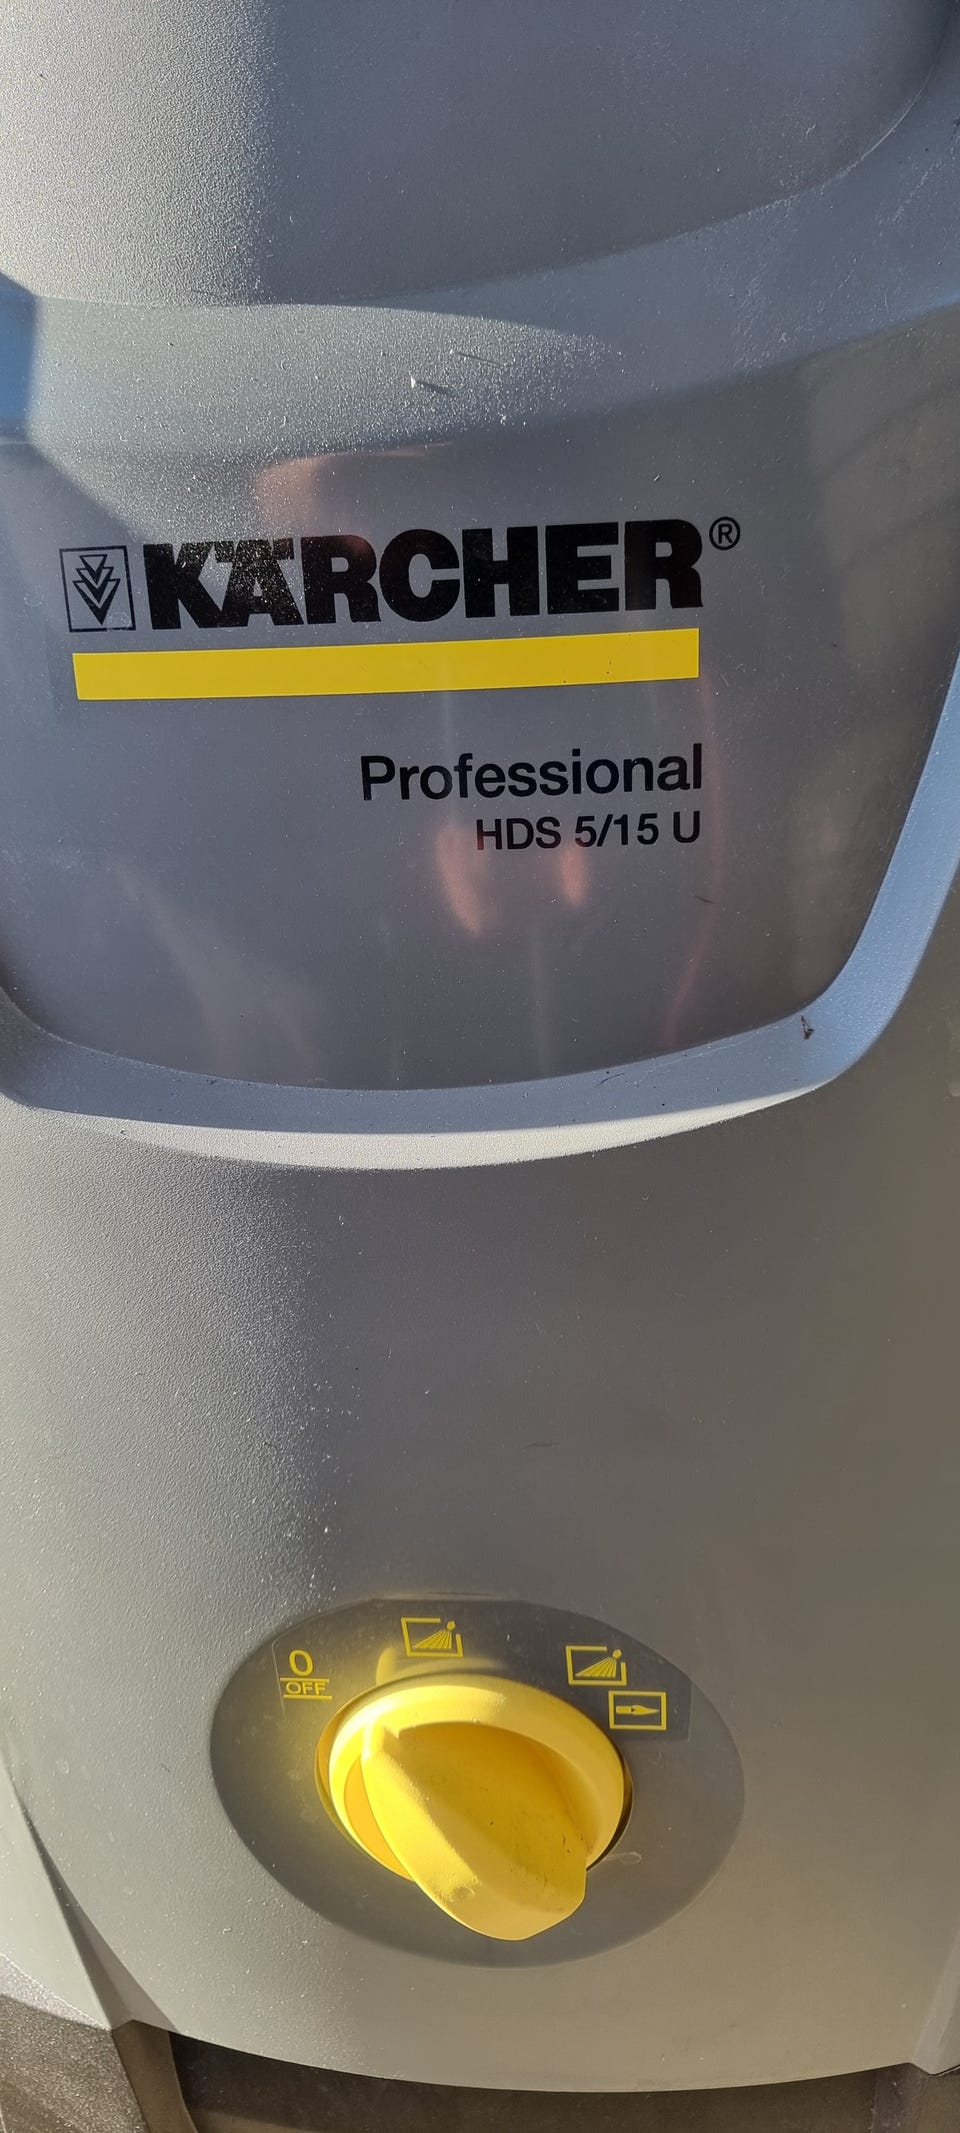 KÄRCHER®
Professional
HDS 5/15 U
0
OFF